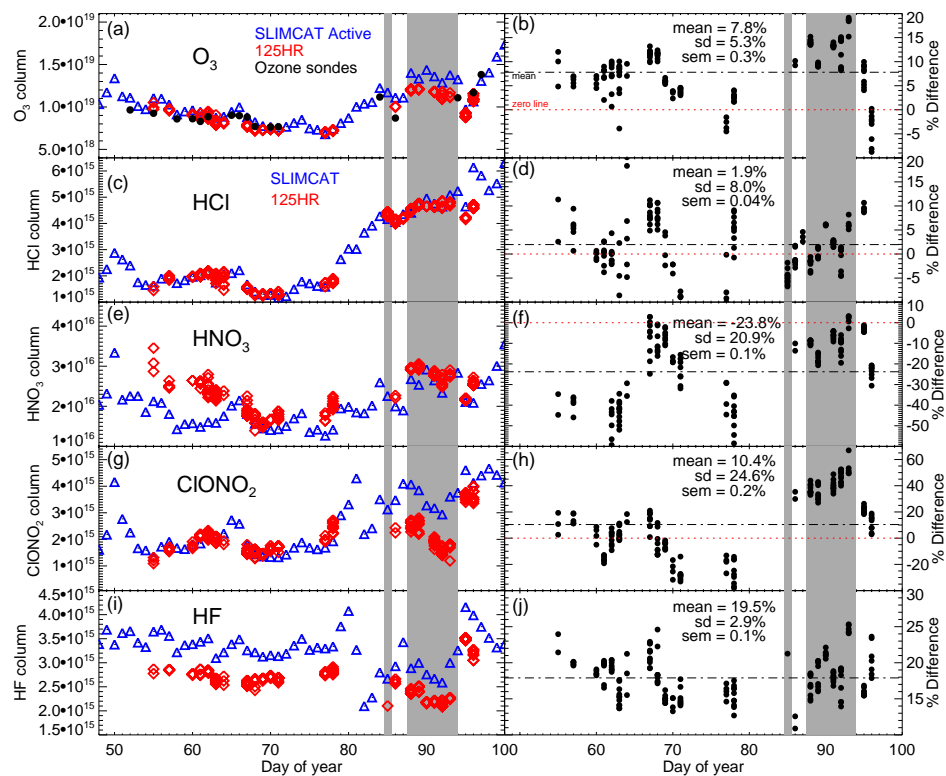 (a)
O3
SLIMCAT Active
125HR
Ozone sondes
O3 column
2.0•10^19
1.5•10^19
1.0•10^19
5.0•10^18
(b)
mean = 7.8%
sd = 5.3%
sem = 0.3%
mean
zero line
20
15
10
5
0
-5
% Difference
(c)
HCl
SLIMCAT
125HR
HCl column
6•10^15
5•10^15
4•10^15
3•10^15
2•10^15
1•10^15
(d)
mean = 1.9%
sd = 8.0%
sem = 0.04%
20
15
10
5
0
-5
-10
% Difference
(e)
HNO3
HNO3 column
4•10^16
3•10^16
2•10^16
1•10^16
(f)
mean = -23.8%
sd = 20.9%
sem = 0.1%
10
0
-10
-20
-30
-40
-50
% Difference
(g)
ClONO2
ClONO2 column
5•10^15
4•10^15
3•10^15
2•10^15
1•10^15
(h)
mean = 10.4%
sd = 24.6%
sem = 0.2%
60
40
20
0
-20
% Difference
(i)
HF
HF column
4.5•10^15
4.0•10^15
3.5•10^15
3.0•10^15
2.5•10^15
2.0•10^15
1.5•10^15
(j)
mean = 19.5%
sd = 2.9%
sem = 0.1%
30
25
20
15
10
% Difference
50 60 70 80 90 100
Day of year
60 70 80 90 100
Day of year